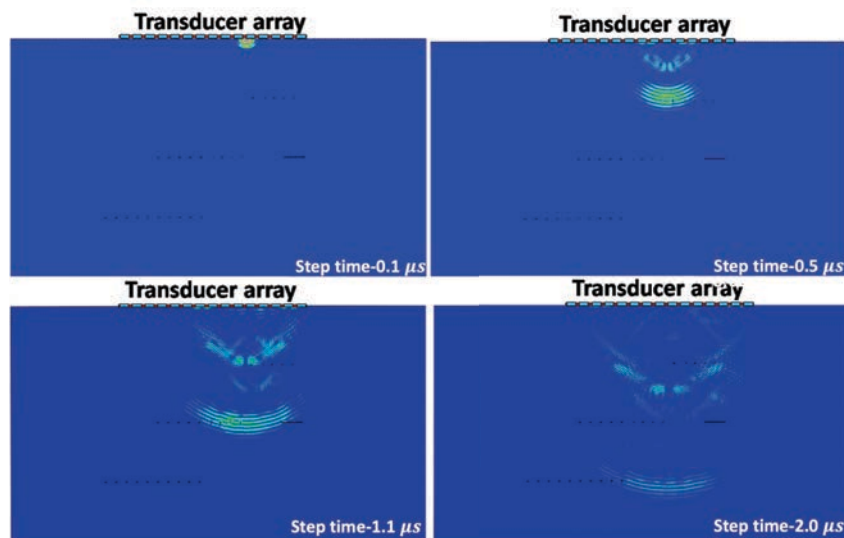 Transducer array
Transducer array
Step time-0.1 μs
Step time-0.5 μs
Transducer array
Transducer array
Step time-1.1 μs
Step time-2.0 μs